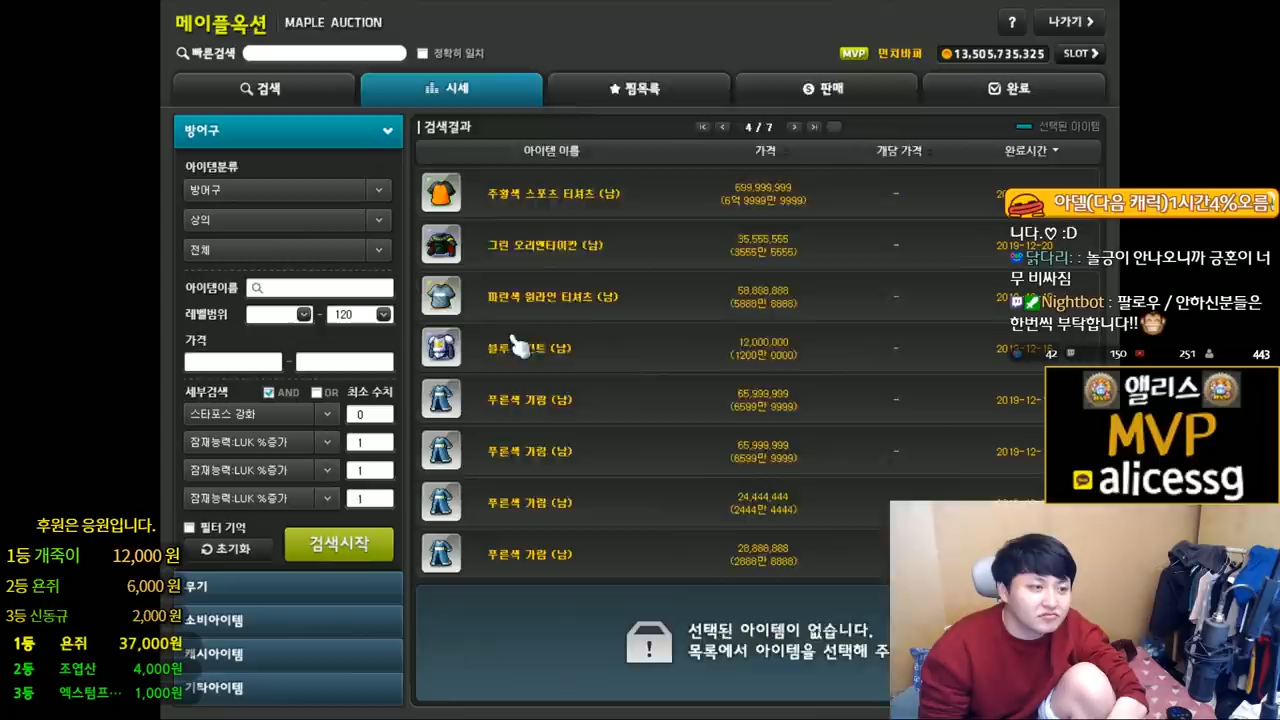 메이플옥션 MAPLE AUCTION
? 나가기
빠른검색 정확히 일치
MVP 먼치바피 13,505,735,325 SLOT
검색 시세 찜목록 판매 완료
방어구
아이템분류
방어구
상의
전체
아이템이름
레벨범위 - 120
가격
-
세부검색 AND OR 최소 수치
스타포스 강화 0
잠재능력:LUK %증가 1
잠재능력:LUK %증가 1
잠재능력:LUK %증가 1
필터 기억
초기화 검색시작
무기
소비아이템
캐시아이템
기타아이템
검색결과 4 / 7 선택된 아이템
아이템 이름 가격 개당 가격 완료시간
주황색 스포츠 티셔츠 (남) 699,999,999 -
(6억 9999만 9999)
그린 오리엔타이칸 (남) 35,555,555 - 2019-12-20
(3555만 5555)
파란색 원라인 티셔츠 (남) 58,888,888 -
(5888만 8888)
블루 (남) 12,000,000 -
(1200만 0000)
푸른색 가람 (남) 65,999,999 - 2019-12-
(6599만 9999)
푸른색 가람 (남) 65,999,999 - 2019-12-
(6599만 9999)
푸른색 가람 (남) 24,444,444 -
(2444만 4444)
푸른색 가람 (남) 28,888,888
(2888만 8888)
선택된 아이템이 없습니다.
목록에서 아이템을 선택해 주
아델(다음 캐릭)1시간4%오름.
니다.♡ :D
닭다리: : 놀긍이 안나오니까 긍혼이 너
무 비싸짐
Nightbot : 팔로우 / 안하신분들은
한번씩 부탁합니다!!
42 150 251 443
앨리스
MVP
alicessg
후원은 응원입니다.
1등 개죽이 12,000 원
2등 욘쥐 6,000 원
3등 신동규 2,000 원
1등 욘쥐 37,000원
2등 조엽산 4,000원
3등 엑스텀프… 1,000원